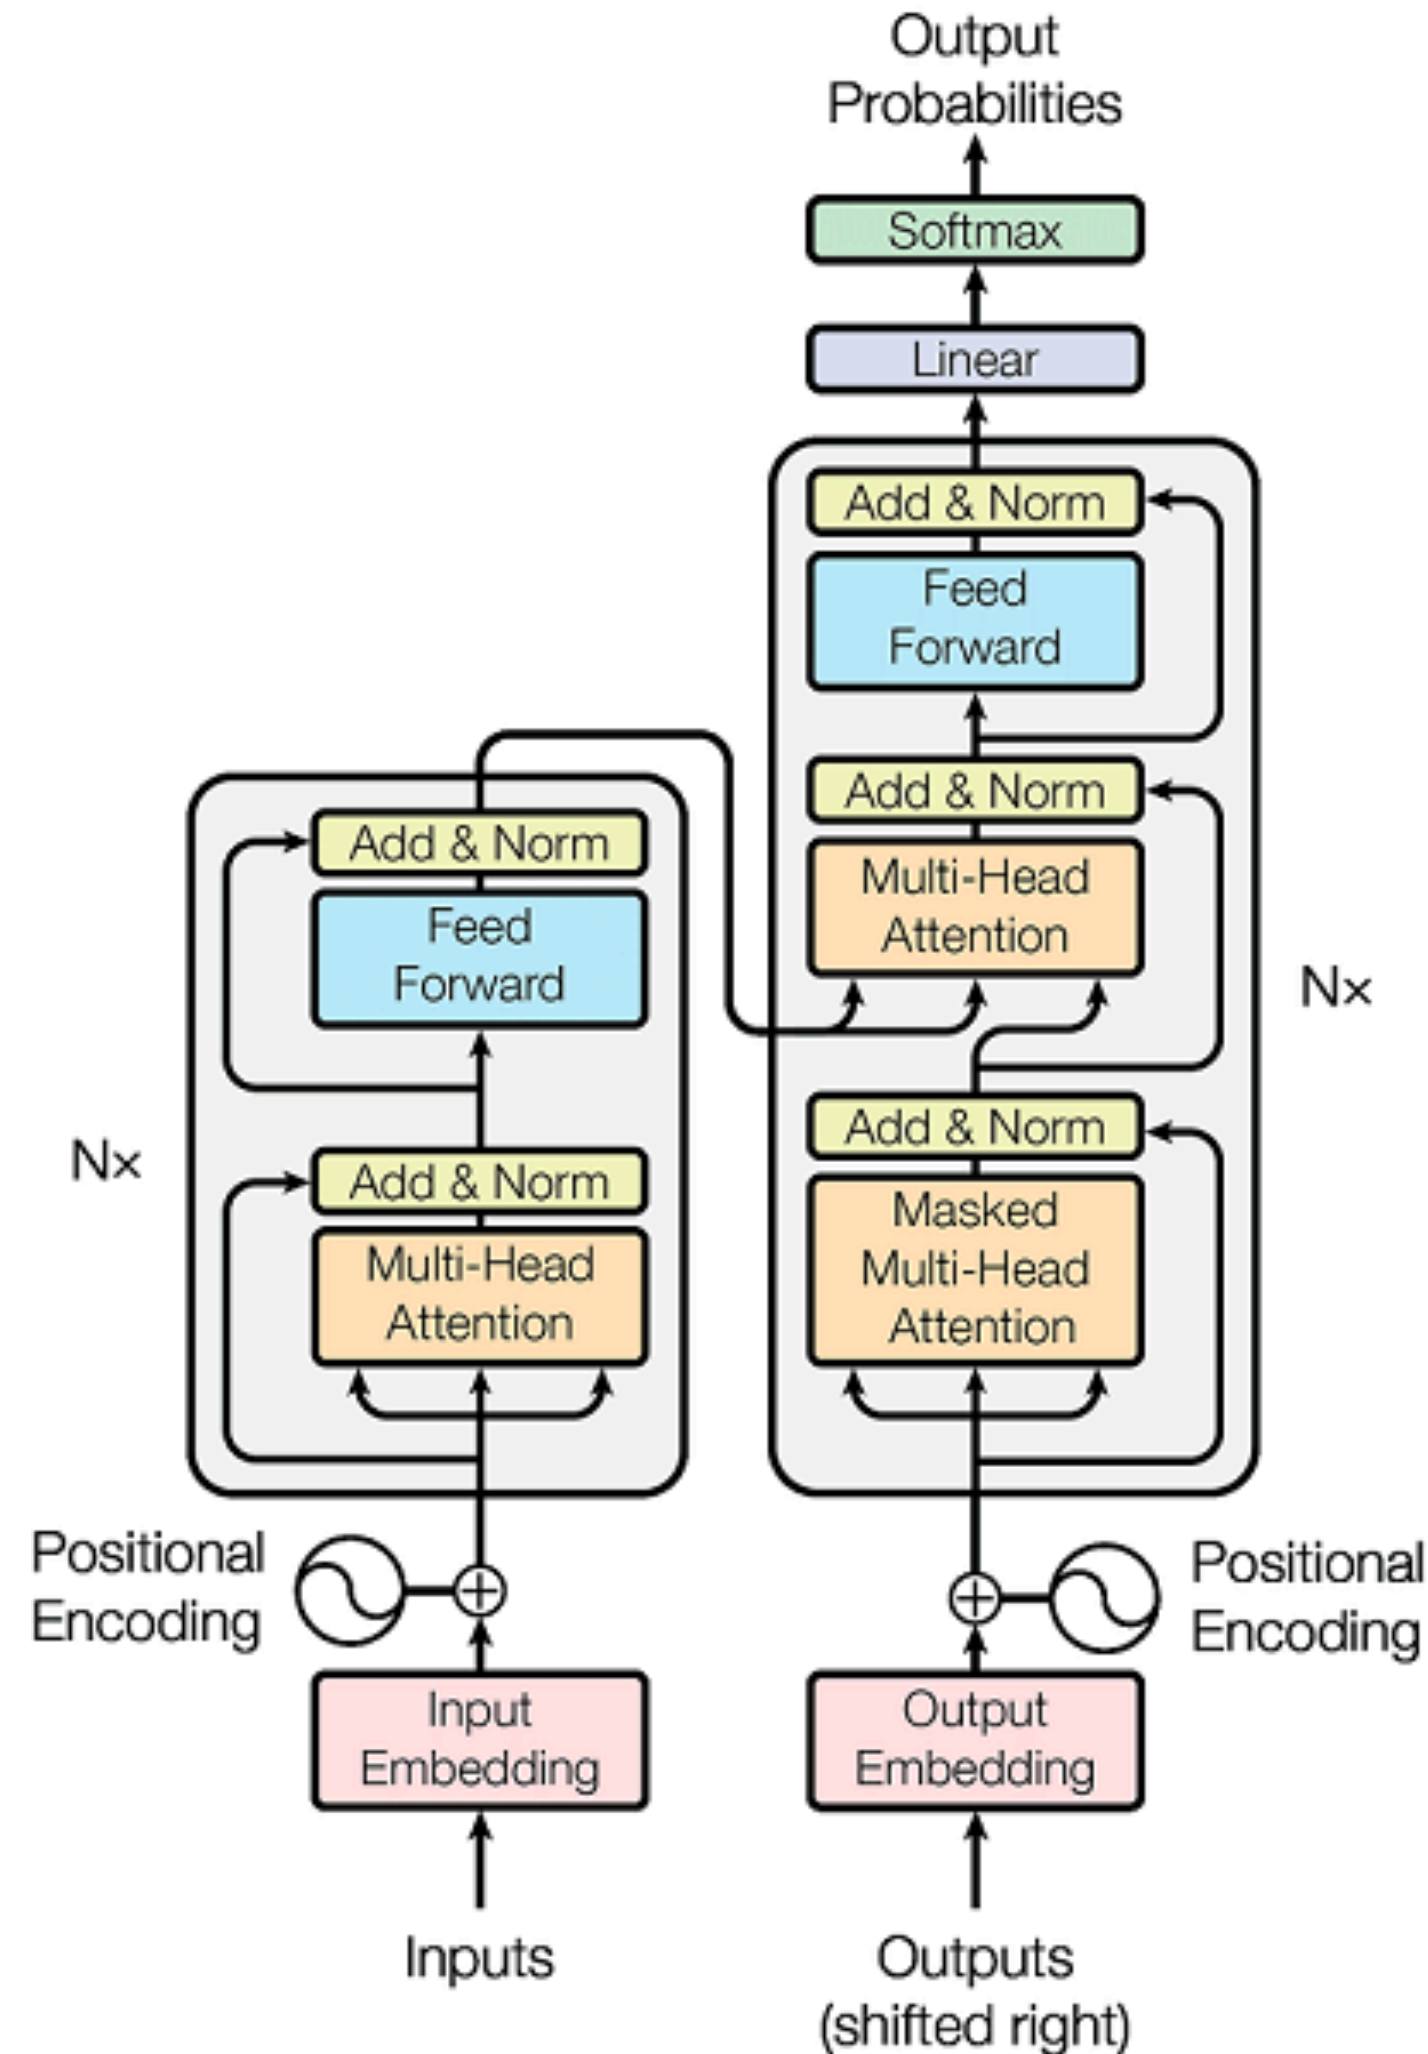 Output
Probabilities
Softmax
Linear
Add & Norm
Feed
Forward
Add & Norm
Multi-Head
Attention
Nx
Add & Norm
Masked
Multi-Head
Attention
Add & Norm
Feed
Forward
Nx
Add & Norm
Multi-Head
Attention
Positional
Encoding
Positional
Encoding
Input
Embedding
Output
Embedding
Inputs
Outputs
(shifted right)